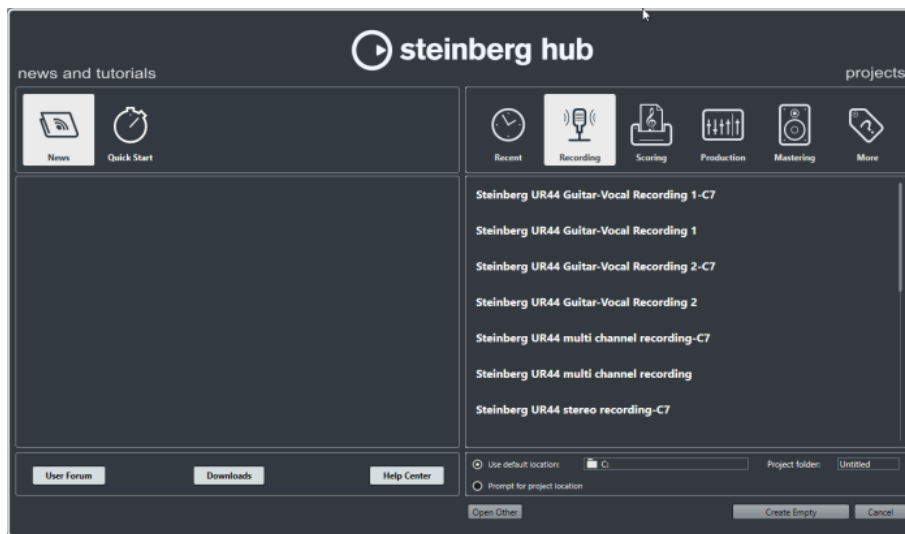 steinberg hub
news and tutorials
projects
News
Quick Start
Recent
Recording
Scoring
Production
Mastering
More
Steinberg UR44 Guitar-Vocal Recording 1-C7
Steinberg UR44 Guitar-Vocal Recording 1
Steinberg UR44 Guitar-Vocal Recording 2-C7
Steinberg UR44 Guitar-Vocal Recording 2
Steinberg UR44 multi channel recording-C7
Steinberg UR44 multi channel recording
Steinberg UR44 stereo recording-C7
User Forum
Downloads
Help Center
Use default location:
C:
Project folder:
Untitled
Prompt for project location
Open Other
Create Empty
Cancel